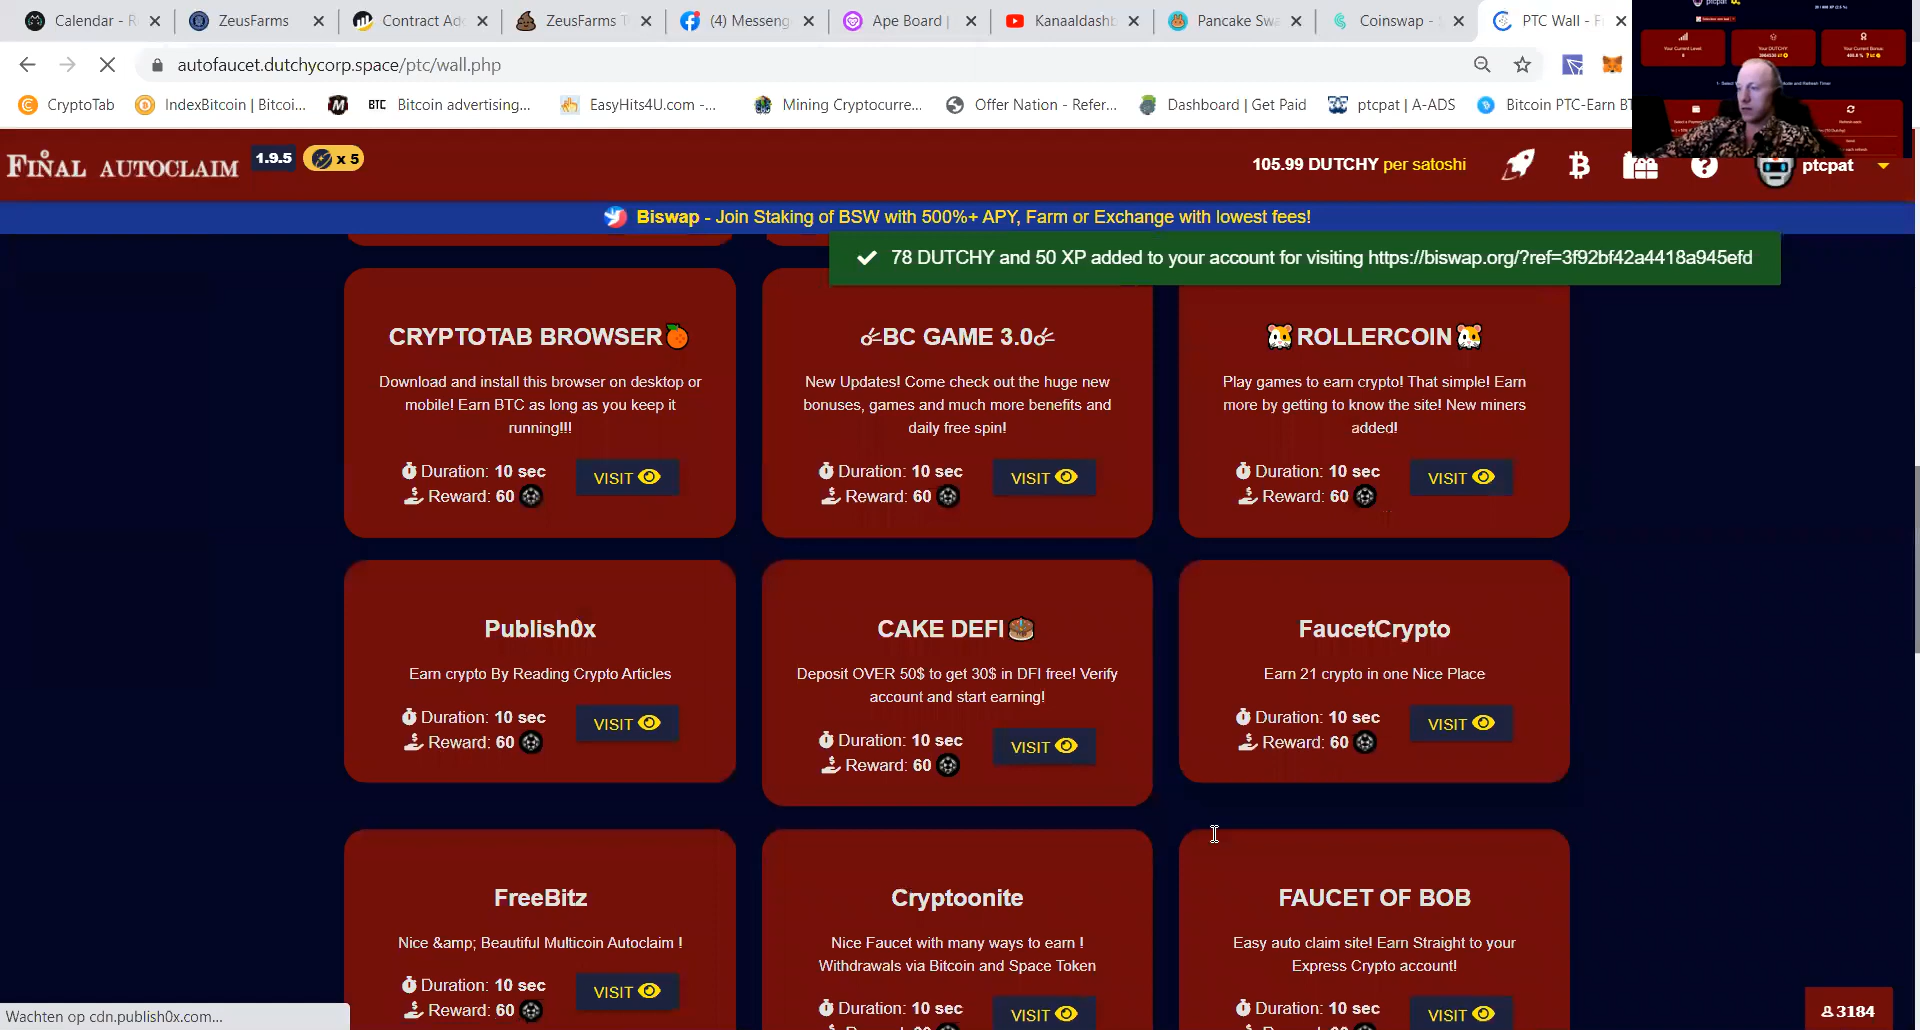 Calendar - R
ZeusFarms
Contract Add
ZeusFarms T
(4) Messeng
Ape Board |
Kanaaldashb
Pancake Swa
Coinswap -
PTC Wall - F
autofaucet.dutchycorp.space/ptc/wall.php
CryptoTab
IndexBitcoin | Bitcoi...
BTC Bitcoin advertising...
EasyHits4U.com -...
Mining Cryptocurre...
Offer Nation - Refer...
Dashboard | Get Paid
ptcpat | A-ADS
Bitcoin PTC-Earn BT
FINAL AUTOCLAIM
1.9.5
x 5
105.99 DUTCHY per satoshi
ptcpat
Biswap - Join Staking of BSW with 500%+ APY, Farm or Exchange with lowest fees!
78 DUTCHY and 50 XP added to your account for visiting https://biswap.org/?ref=3f92bf42a4418a945efd
CRYPTOTAB BROWSER
Download and install this browser on desktop or
mobile! Earn BTC as long as you keep it
running!!!
Duration: 10 sec
Reward: 60
VISIT
BC GAME 3.0
New Updates! Come check out the huge new
bonuses, games and much more benefits and
daily free spin!
Duration: 10 sec
Reward: 60
VISIT
ROLLERCOIN
Play games to earn crypto! That simple! Earn
more by getting to know the site! New miners
added!
Duration: 10 sec
Reward: 60
VISIT
Publish0x
Earn crypto By Reading Crypto Articles
Duration: 10 sec
Reward: 60
VISIT
CAKE DEFI
Deposit OVER 50$ to get 30$ in DFI free! Verify
account and start earning!
Duration: 10 sec
Reward: 60
VISIT
FaucetCrypto
Earn 21 crypto in one Nice Place
Duration: 10 sec
Reward: 60
VISIT
FreeBitz
Nice &amp; Beautiful Multicoin Autoclaim !
Duration: 10 sec
Reward: 60
VISIT
Cryptoonite
Nice Faucet with many ways to earn !
Withdrawals via Bitcoin and Space Token
Duration: 10 sec
VISIT
FAUCET OF BOB
Easy auto claim site! Earn Straight to your
Express Crypto account!
Duration: 10 sec
VISIT
Wachten op cdn.publish0x.com...
3184